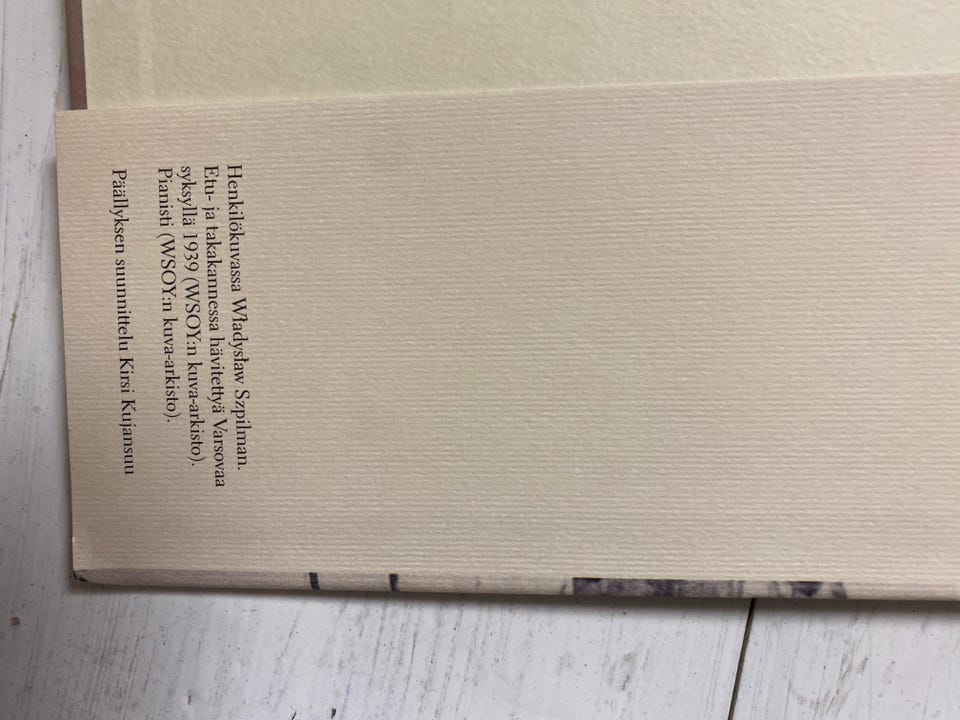 Henkilökuvassa Władysław Szpilman.
Etu- ja takakannessa hävitettyä Varsovaa
syksyllä 1939 (WSOY:n kuva-arkisto).
Pianisti (WSOY:n kuva-arkisto).
Päällyksen suunnittelu Kirsi Kujansuu